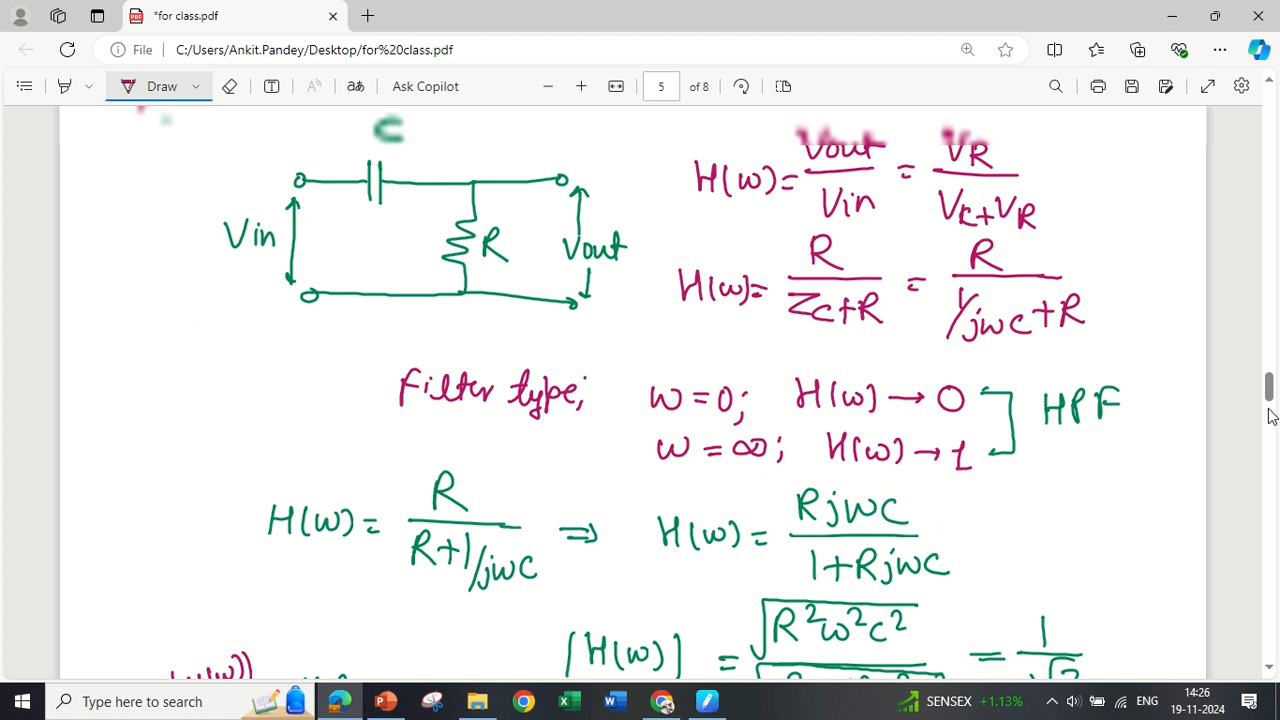 *for class.pdf
File C:/Users/Ankit.Pandey/Desktop/for%20class.pdf
Draw Ask Copilot 5 of 8
C
Vin R Vout
H(ω)= Vout/Vin = VR/(VC+VR)
H(ω)= R/(ZC+R) = R/(1/jωC+R)
Filter type; ω=0; H(ω)→0
ω=∞; H(ω)→1
HPF
H(ω)= R/(R+1/jωC) ⇒ H(ω)= RjωC/(1+RjωC)
|H(ω)| = √R²ω²C² = 1
Type here to search
SENSEX +1.13%
ENG
14:26
19-11-2024